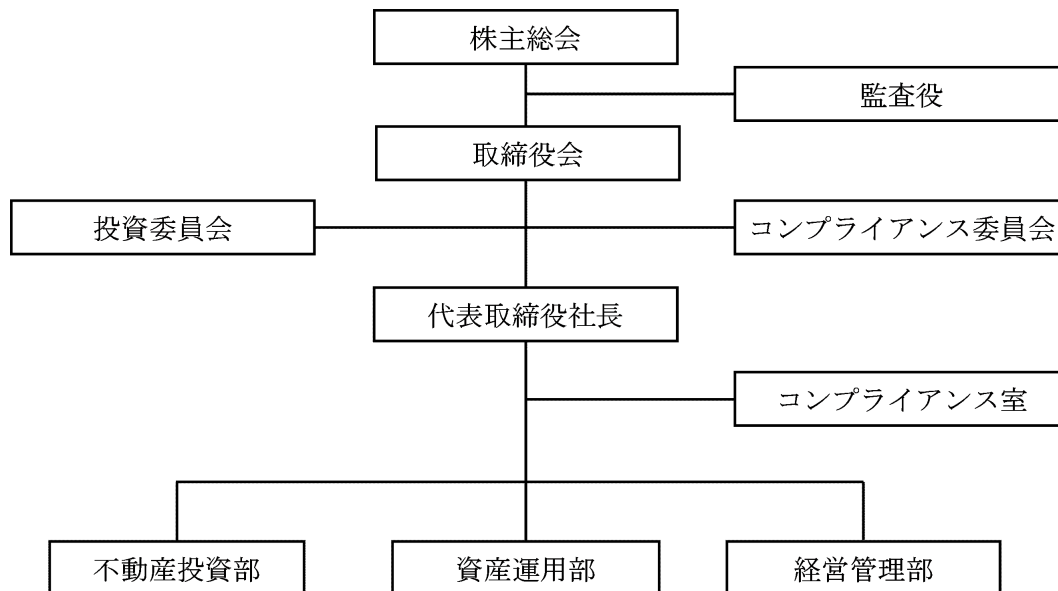 株主総会
監査役
取締役会
投資委員会
コンプライアンス委員会
代表取締役社長
コンプライアンス室
不動産投資部
資産運用部
経営管理部